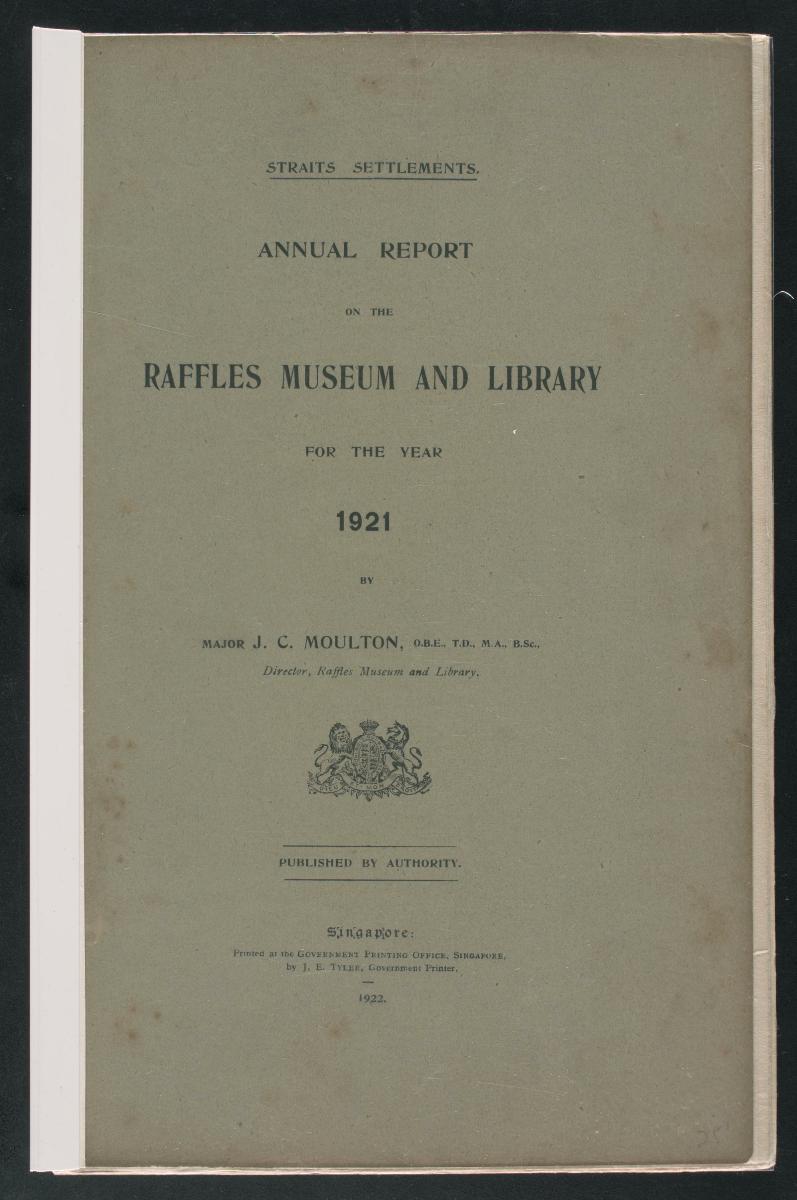 STRAITS SETTLEMENTS.
ANNUAL REPORT
ON THE
RAFFLES MUSEUM AND LIBRARY
FOR THE YEAR
1921
BY
MAJOR J. C. MOULTON, O.B.E., T.D., M.A., B.Sc.,
Director, Raffles Museum and Library.
PUBLISHED BY AUTHORITY.
Singapore:
Printed at the GOVERNMENT PRINTING OFFICE, SINGAPORE,
by J. E. TYLER, Government Printer.
1922.